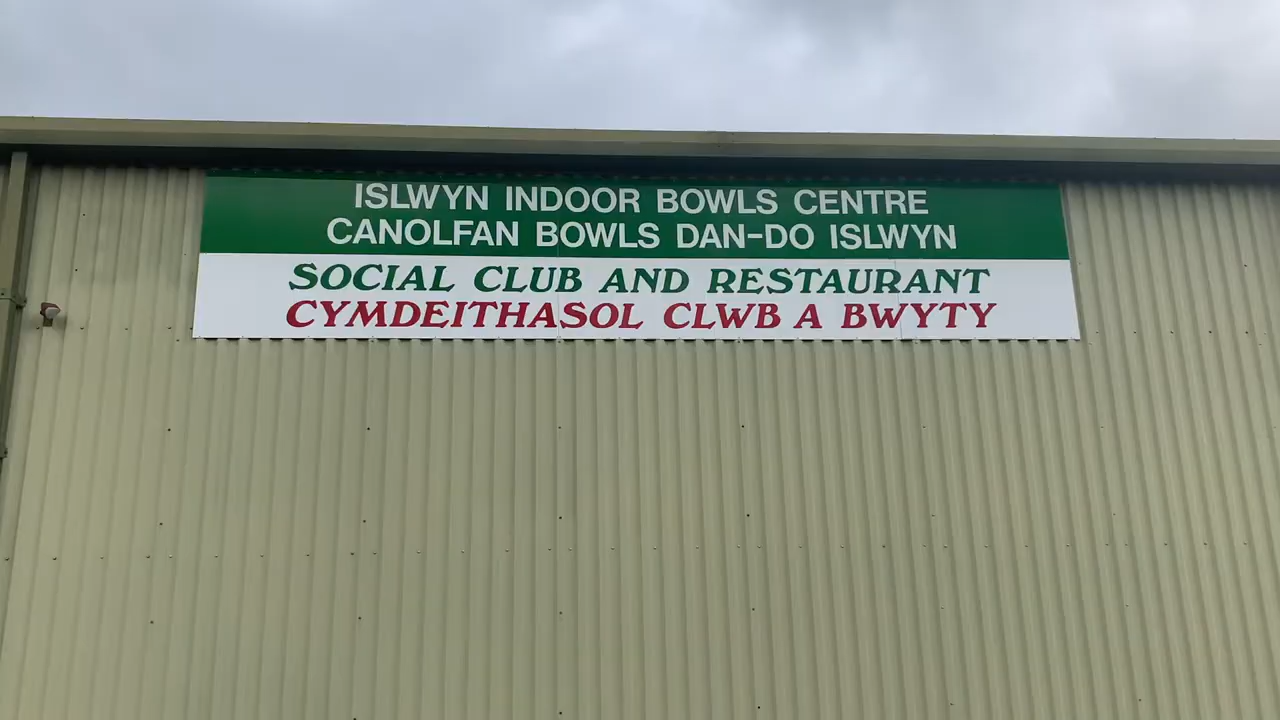 ISLWYN INDOOR BOWLS CENTRE
CANOLFAN BOWLS DAN-DO ISLWYN
SOCIAL CLUB AND RESTAURANT
CYMDEITHASOL CLWB A BWYTY